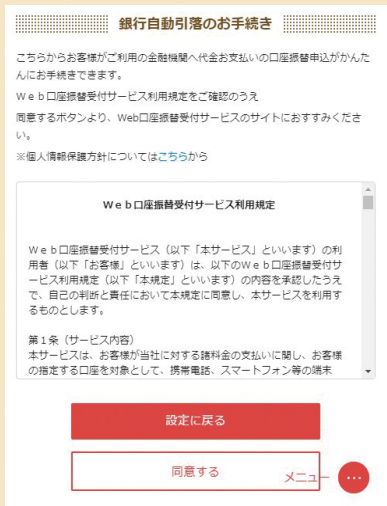 銀行自動引落のお手続き
こちらからお客様がご利用の金融機関へ代金お支払いの口座振替申込がかんた
んにお手続きできます。
Ｗｅｂ口座振替受付サービス利用規定をご確認のうえ
同意するボタンより、Web口座振替受付サービスのサイトにおすすみくださ
い。
※個人情報保護方針についてはこちらから
Ｗｅｂ口座振替受付サービス利用規定
Ｗｅｂ口座振替受付サービス（以下「本サービス」といいます）の利
用者（以下「お客様」といいます）は、以下のＷｅｂ口座振替受付サ
ービス利用規定（以下「本規定」といいます）の内容を承認したうえ
で、自己の判断と責任において本規定に同意し、本サービスを利用す
るものとします。
第１条（サービス内容）
本サービスは、お客様が当社に対する諸料金の支払いに関し、お客様
の指定する口座を対象として、携帯電話、スマートフォン等の端末
設定に戻る
同意する
メニュー